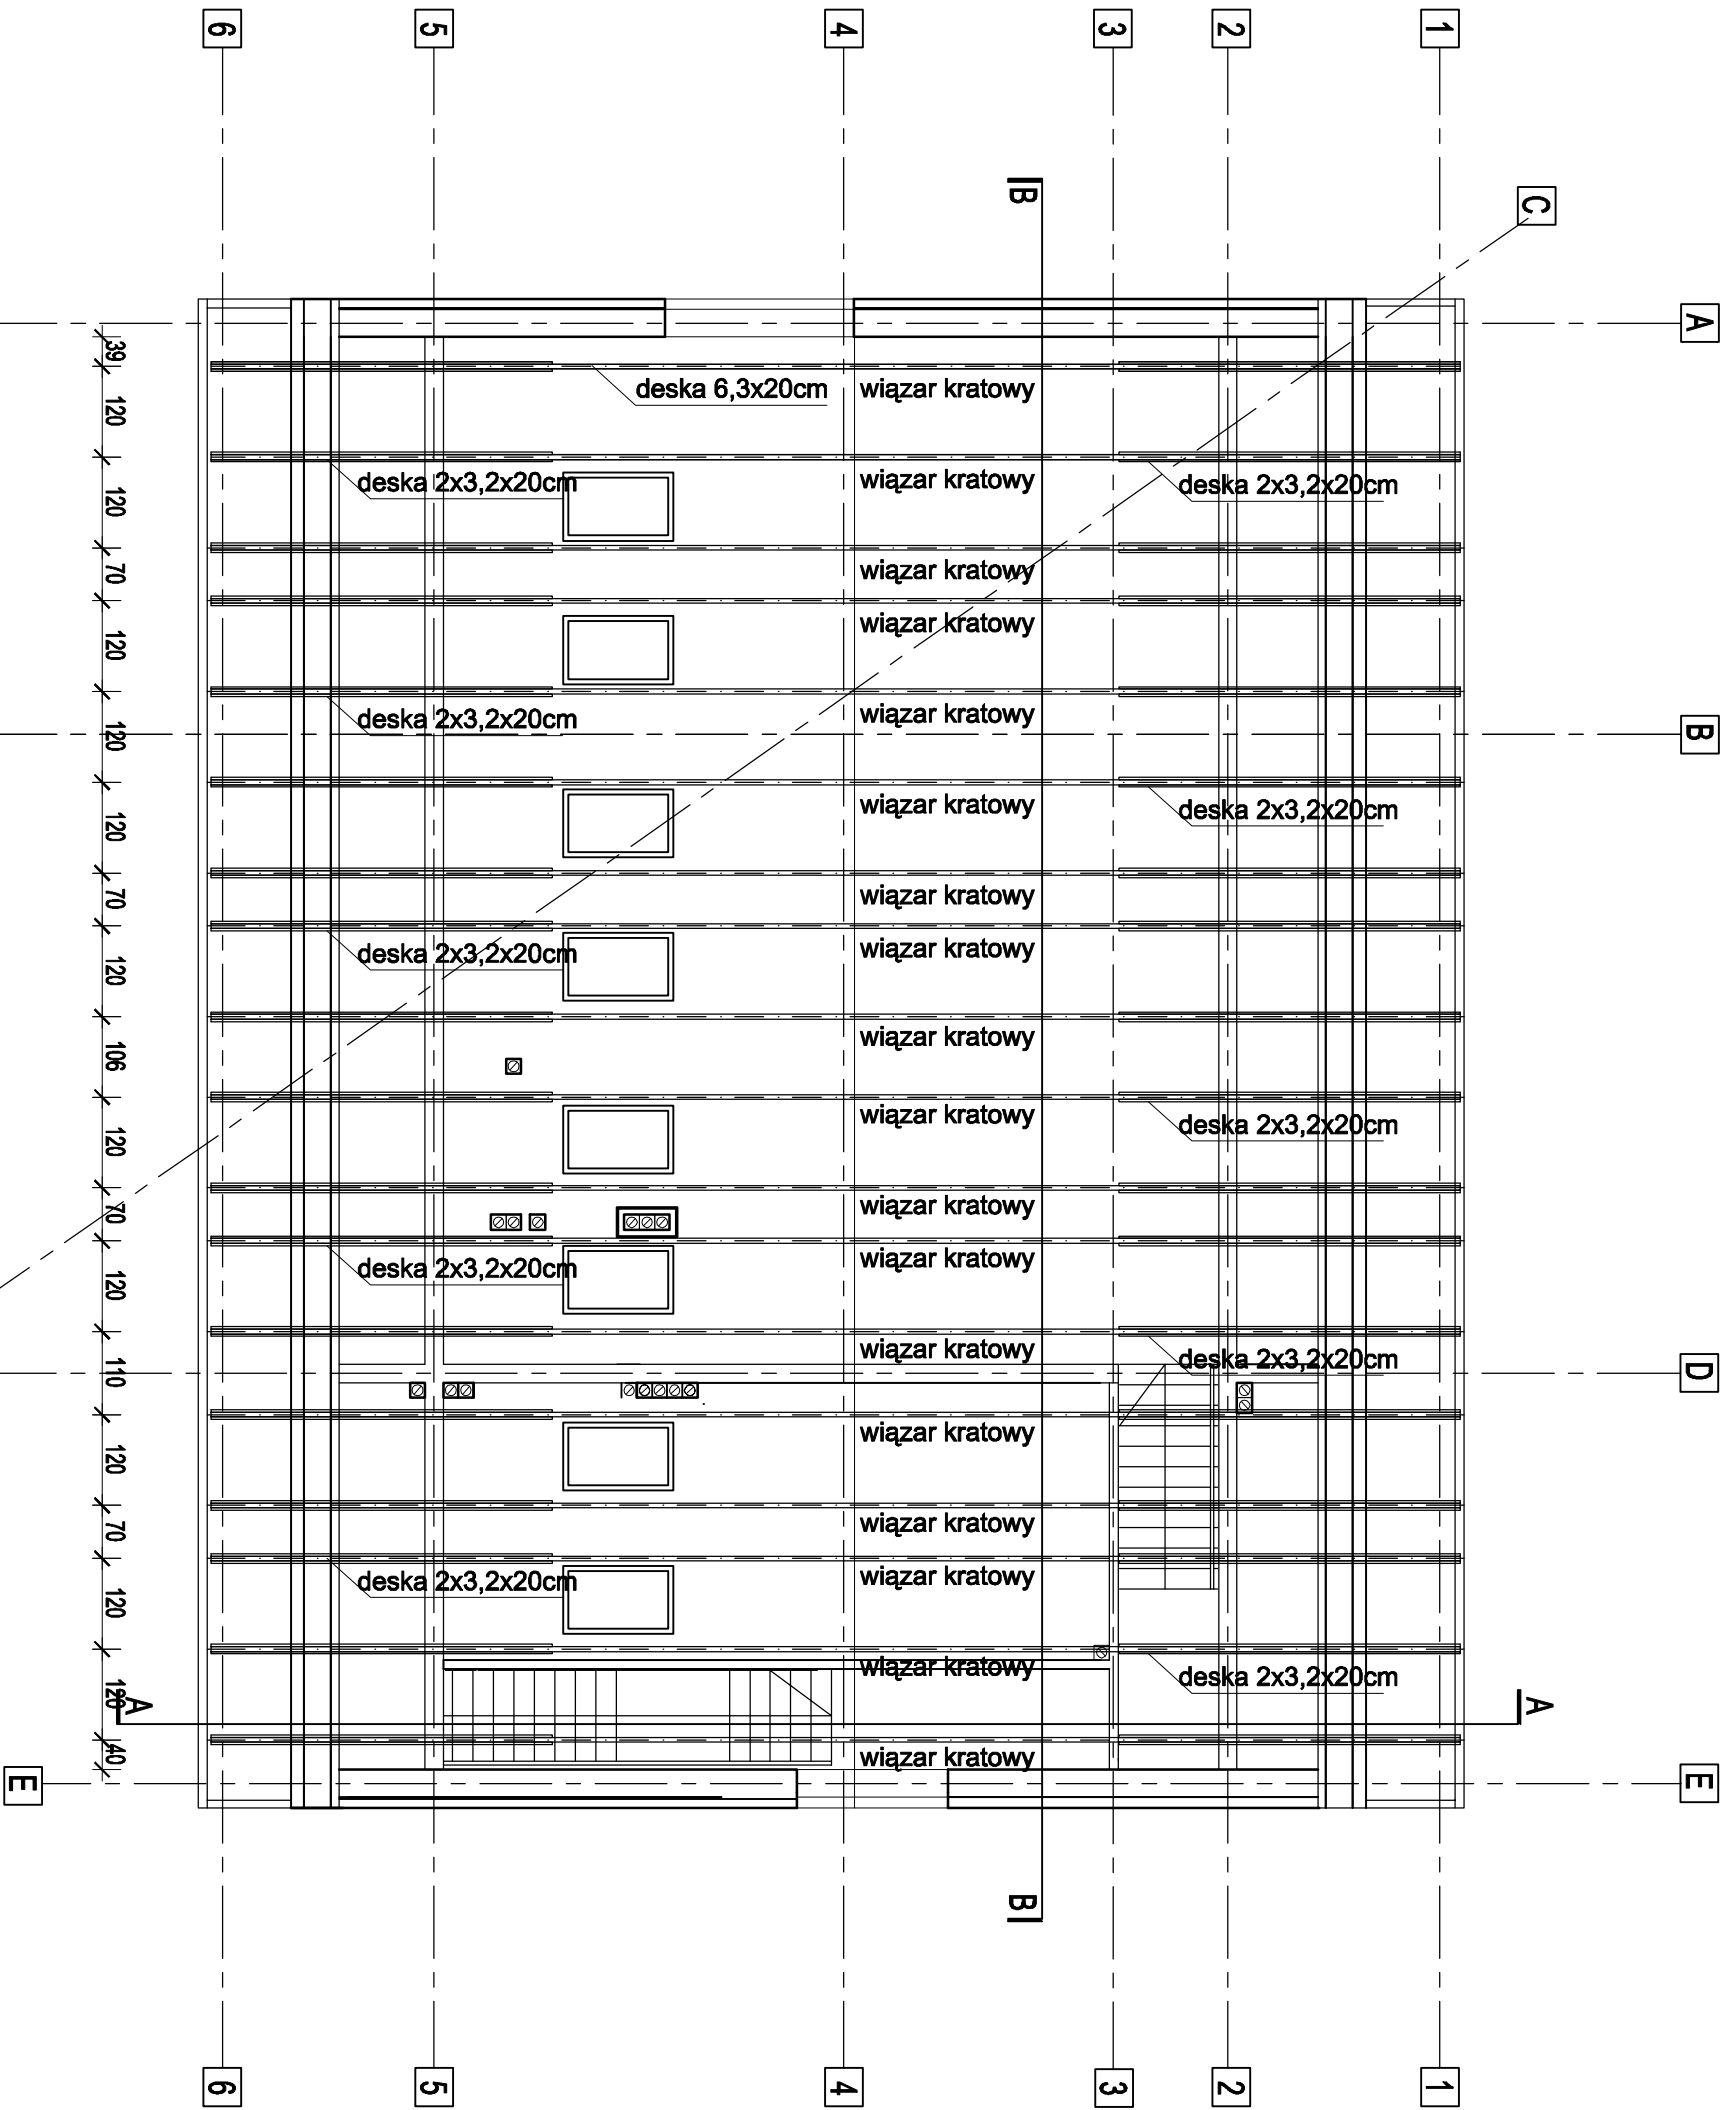 6 5 4 3 2 1
C
B
A
A
39
deska 6,3x20cm wiązar kratowy
120
deska 2x3,2x20cm wiązar kratowy deska 2x3,2x20cm
120
wiązar kratowy
70
wiązar kratowy
120
deska 2x3,2x20cm wiązar kratowy
120
B
wiązar kratowy deska 2x3,2x20cm
120
wiązar kratowy
70
deska 2x3,2x20cm wiązar kratowy
120
wiązar kratowy
106
wiązar kratowy deska 2x3,2x20cm
120
wiązar kratowy
70
deska 2x3,2x20cm wiązar kratowy
120
wiązar kratowy deska 2x3,2x20cm
110
D
wiązar kratowy
120
wiązar kratowy
70
deska 2x3,2x20cm wiązar kratowy
120
wiązar kratowy deska 2x3,2x20cm
120
A
A
40
wiązar kratowy
E
E
B
6 5 4 3 2 1